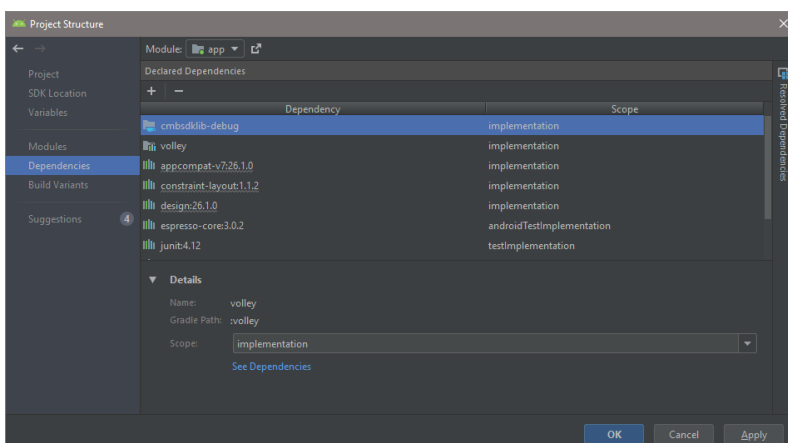 Project Structure
Module: app
Project
SDK Location
Variables
Modules
Dependencies
Build Variants
Suggestions 4
Declared Dependencies
Dependency Scope
cmbsdklib-debug implementation
volley implementation
appcompat-v7:26.1.0 implementation
constraint-layout:1.1.2 implementation
design:26.1.0 implementation
espresso-core:3.0.2 androidTestImplementation
junit:4.12 testImplementation
Details
Name: volley
Gradle Path: :volley
Scope: implementation
See Dependencies
Resolved Dependencies
OK Cancel Apply